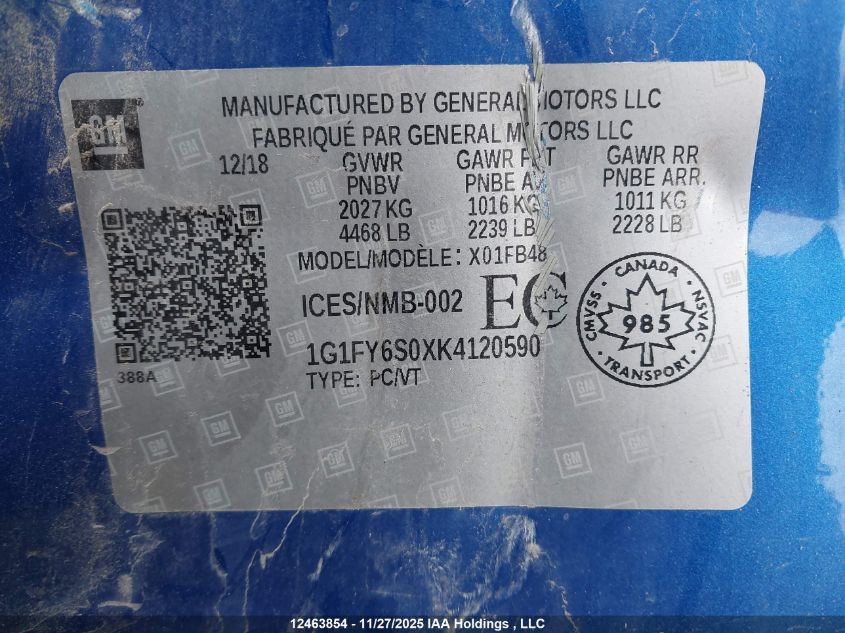 GM
MANUFACTURED BY GENERAL MOTORS LLC
FABRIQUÉ PAR GENERAL MOTORS LLC
12/18 GVWR GAWR FRT GAWR RR
PNBV PNBE AV. PNBE ARR.
2027 KG 1016 KG 1011 KG
4468 LB 2239 LB 2228 LB
MODEL/MODÈLE: X01FB48
ICES/NMB-002 EC
CANADA
CMVSS 985 NSVAC
TRANSPORT
1G1FY6S0XK4120590
388A TYPE: PC/VT
12463854 - 11/27/2025 IAA Holdings , LLC